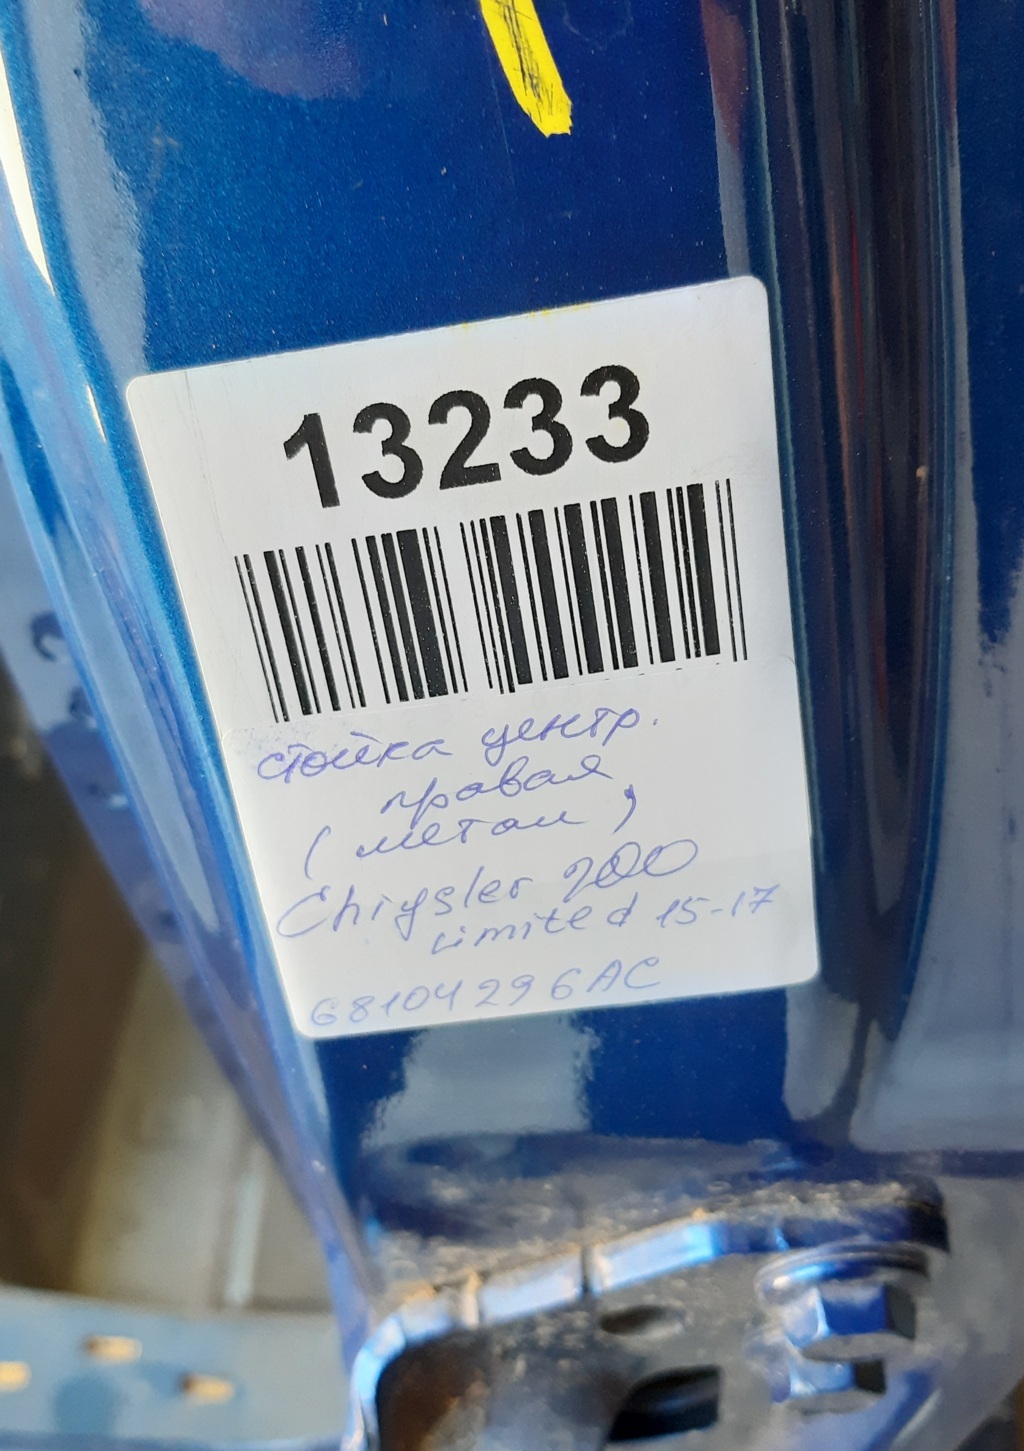 13233
стойка центр.
правая
(метал)
Chrysler 200
Limited 15-17
68104296AC